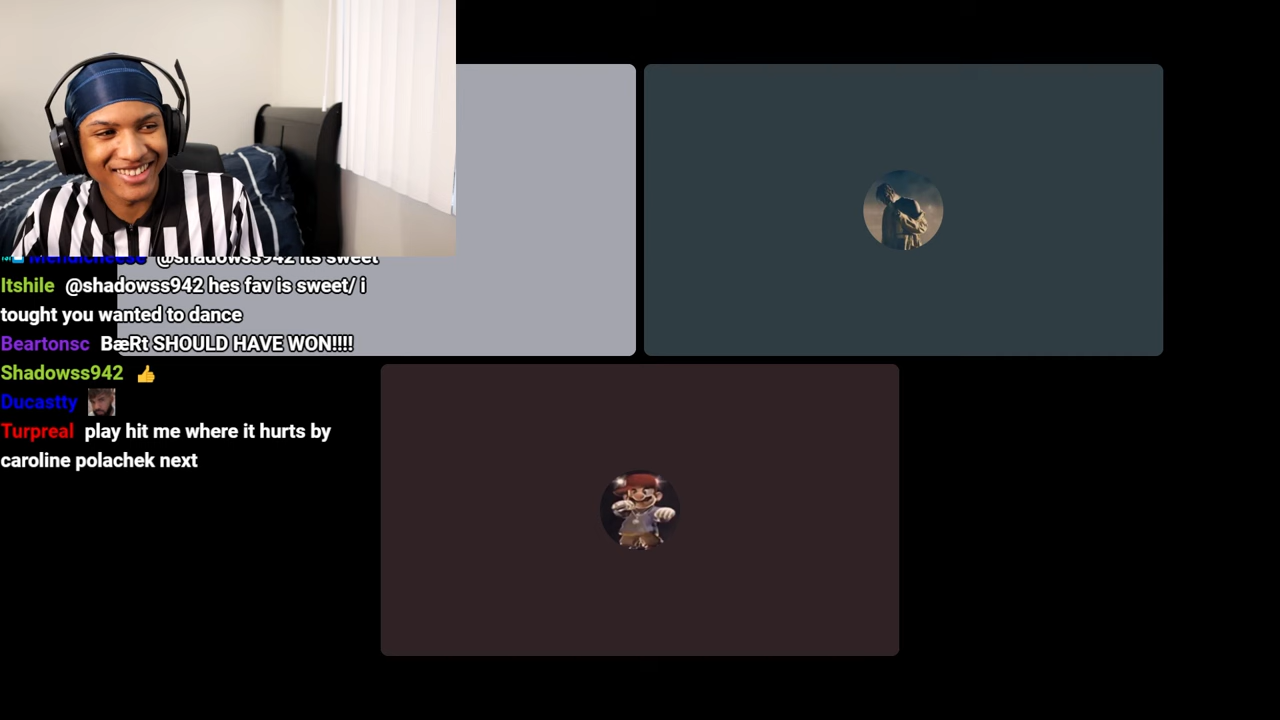 @shadowss942 its sweet
Itshile @shadowss942 hes fav is sweet/ i
tought you wanted to dance
Beartonsc BæRt SHOULD HAVE WON!!!!
Shadowss942 👍
Ducastty
Turpreal play hit me where it hurts by
caroline polachek next